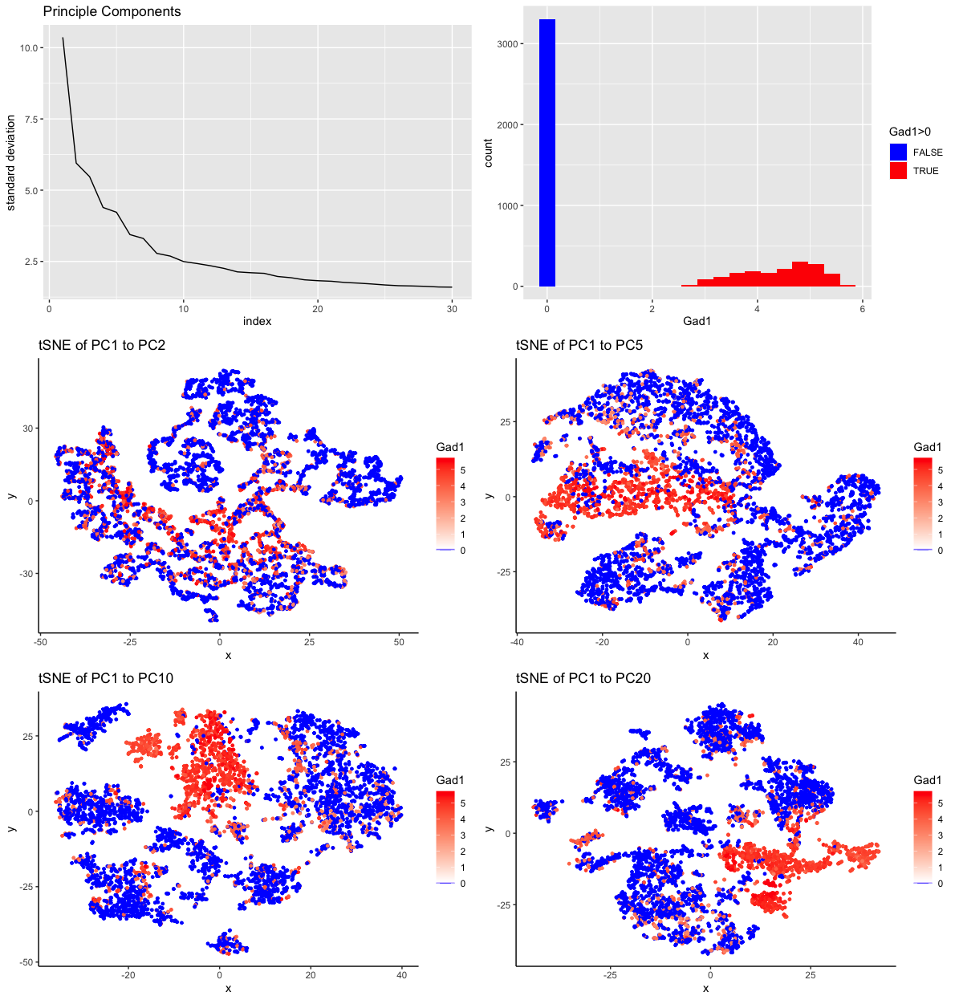 Principle Components
10.0
7.5
5.0
2.5
standard deviation
0 10 20 30
index
3000
2000
1000
0
count
0 2 4 6
Gad1
Gad1>0
FALSE
TRUE
tSNE of PC1 to PC2
30
0
-30
y
-50 -25 0 25 50
x
Gad1
5
4
3
2
1
0
tSNE of PC1 to PC5
25
0
-25
y
-40 -20 0 20 40
x
Gad1
5
4
3
2
1
0
tSNE of PC1 to PC10
25
0
-25
-50
y
-20 0 20 40
x
Gad1
5
4
3
2
1
0
tSNE of PC1 to PC20
25
0
-25
y
-25 0 25
x
Gad1
5
4
3
2
1
0